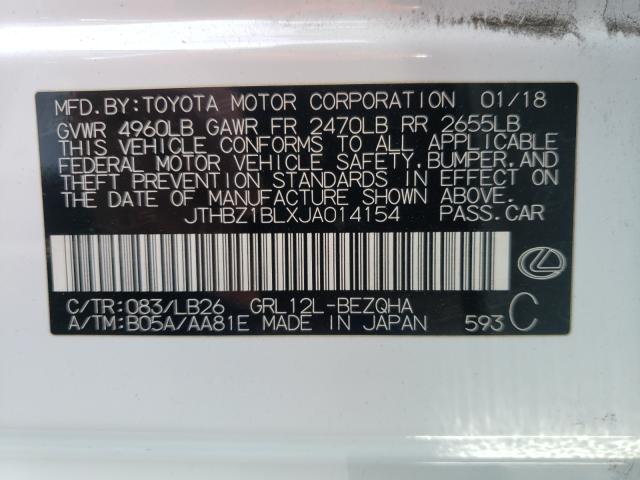 MFD. BY: TOYOTA MOTOR CORPORATION 01/18
GVWR 4960LB GAWR FR 2470LB RR 2655LB
THIS VEHICLE CONFORMS TO ALL APPLICABLE
FEDERAL MOTOR VEHICLE SAFETY, BUMPER, AND
THEFT PREVENTION STANDARDS IN EFFECT ON
THE DATE OF MANUFACTURE SHOWN ABOVE.
JTHBZ1BLXJA014154 PASS. CAR
C/TR: 083/LB26 GRL12L-BEZQHA
A/TM: B05A/AA81E MADE IN JAPAN 593 C